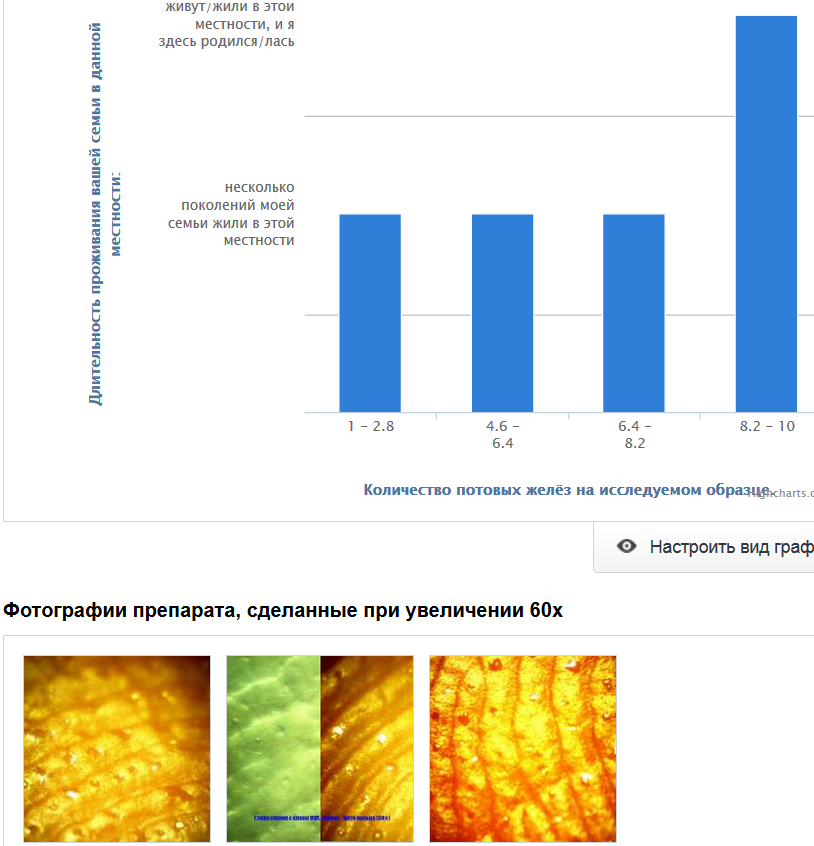 живут/жили в этой
местности, и я
здесь родился/лась
Длительность проживания вашей семьи в данной
местности:
несколько
поколений моей
семьи жили в этой
местности
1 – 2.8
4.6 –
6.4
6.4 –
8.2
8.2 – 10
Количество потовых желёз на исследуемом образце.
Highcharts.c
Настроить вид граф
Фотографии препарата, сделанные при увеличении 60х